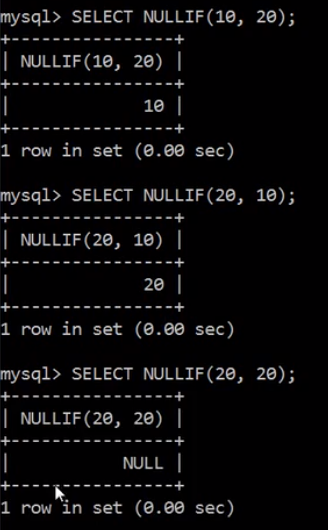 mysql> SELECT NULLIF(10, 20);
+----------------+
| NULLIF(10, 20) |
+----------------+
|             10 |
+----------------+
1 row in set (0.00 sec)
mysql> SELECT NULLIF(20, 10);
+----------------+
| NULLIF(20, 10) |
+----------------+
|             20 |
+----------------+
1 row in set (0.00 sec)
mysql> SELECT NULLIF(20, 20);
+----------------+
| NULLIF(20, 20) |
+----------------+
|           NULL |
+----------------+
1 row in set (0.00 sec)